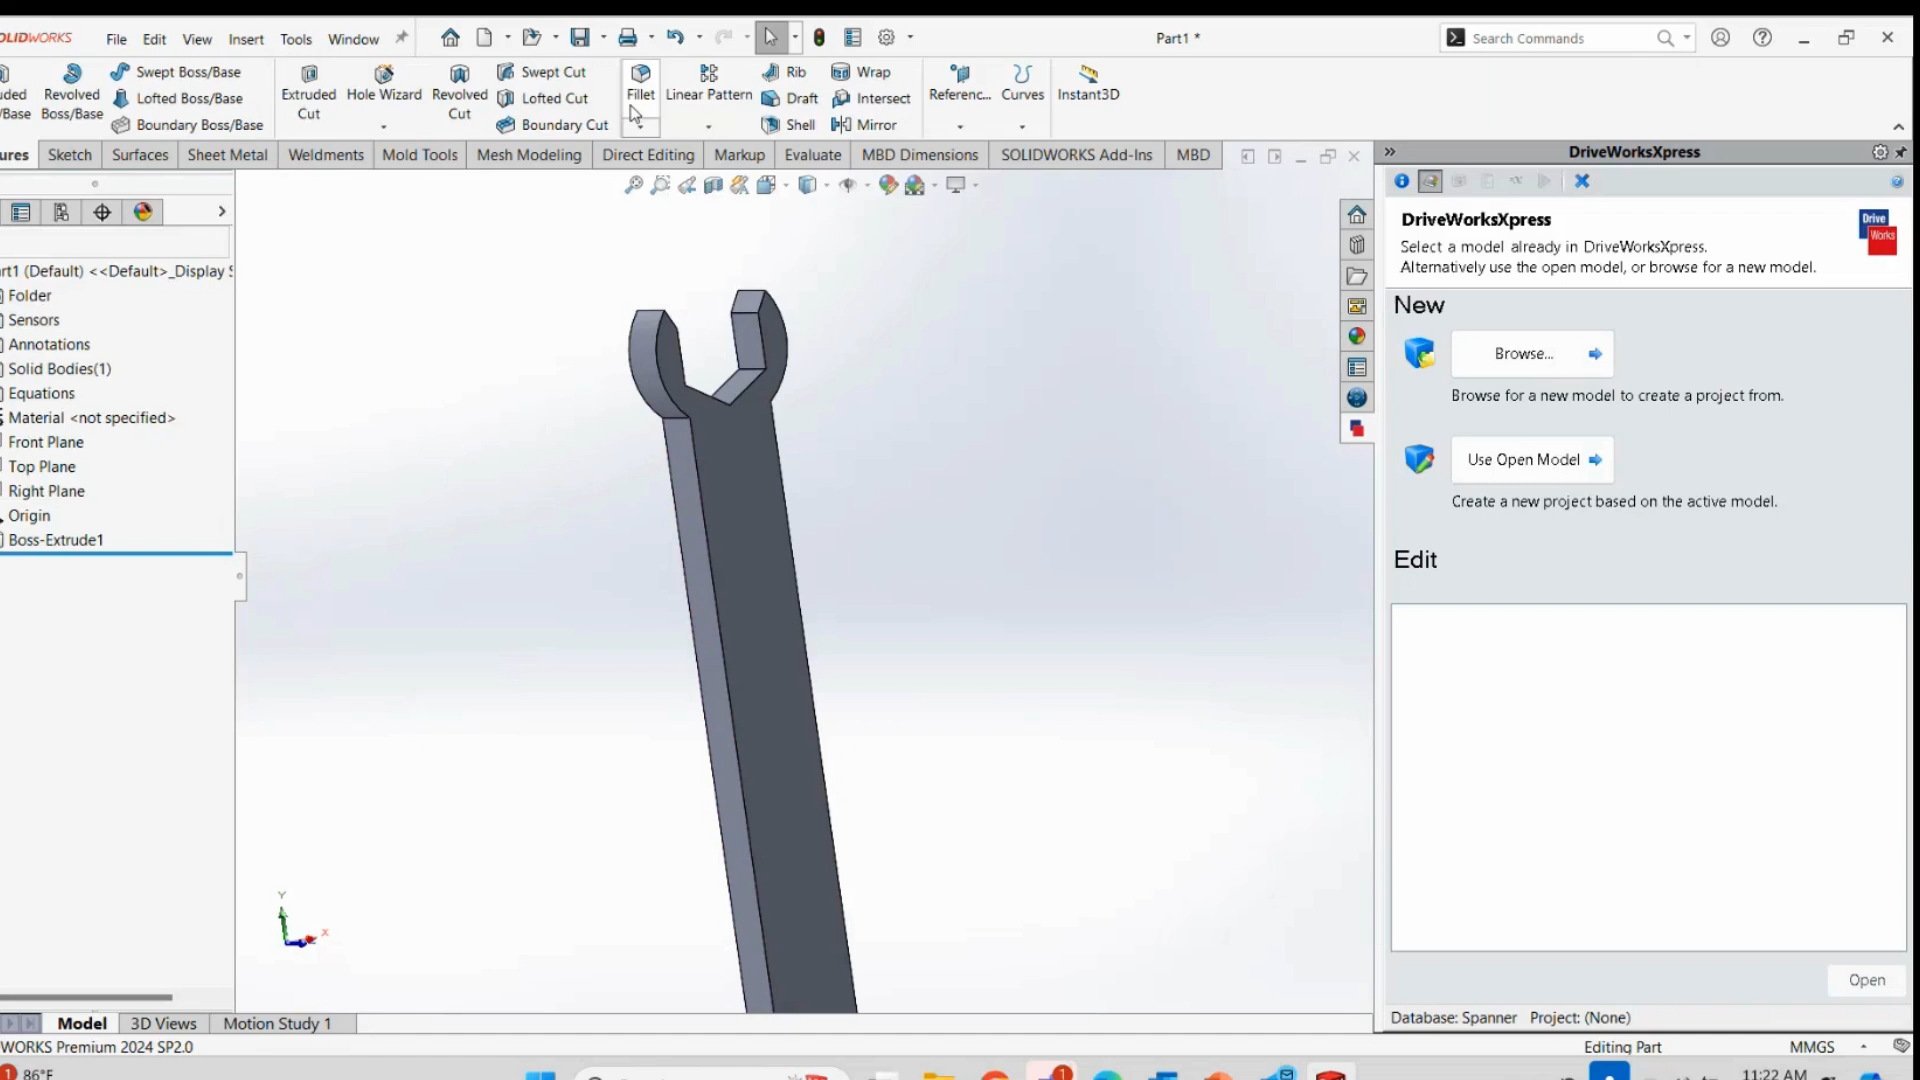 SOLIDWORKS File Edit View Insert Tools Window Part1 * Search Commands
Swept Boss/Base Swept Cut Rib Wrap
Revolved Boss/Base Lofted Boss/Base Extruded Cut Hole Wizard Revolved Cut Lofted Cut Fillet Linear Pattern Draft Intersect Referenc... Curves Instant3D
Boundary Boss/Base Boundary Cut Shell Mirror
ures Sketch Surfaces Sheet Metal Weldments Mold Tools Mesh Modeling Direct Editing Markup Evaluate MBD Dimensions SOLIDWORKS Add-Ins MBD
DriveWorksXpress
DriveWorksXpress
Drive Works
Select a model already in DriveWorksXpress.
Alternatively use the open model, or browse for a new model.
New
Browse...
Browse for a new model to create a project from.
Use Open Model
Create a new project based on the active model.
Edit
Open
Database: Spanner Project: (None)
rt1 (Default) <<Default>_Display S
Folder
Sensors
Annotations
Solid Bodies(1)
Equations
Material <not specified>
Front Plane
Top Plane
Right Plane
Origin
Boss-Extrude1
Y
X
Model 3D Views Motion Study 1
WORKS Premium 2024 SP2.0 Editing Part MMGS
1 86°F 1 11:22 AM